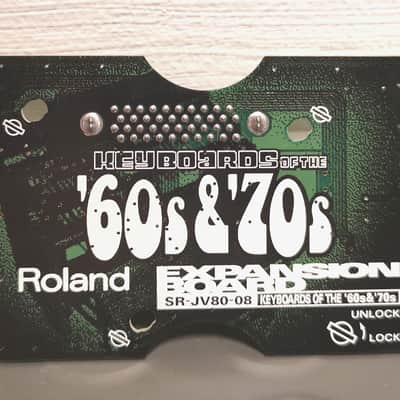 KEYBOARDS OF THE
'60s & '70s
Roland
EXPANSION
BOARD
SR-JV80-08 KEYBOARDS OF THE '60s&'70s
UNLOCK
LOCK